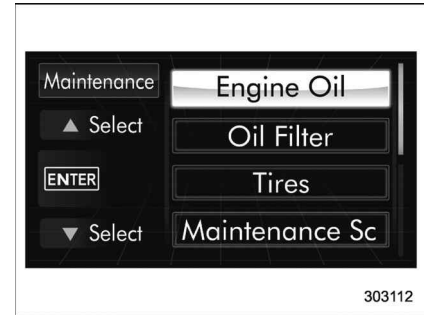 Maintenance
▲ Select
ENTER
▼ Select
Engine Oil
Oil Filter
Tires
Maintenance Sc
303112